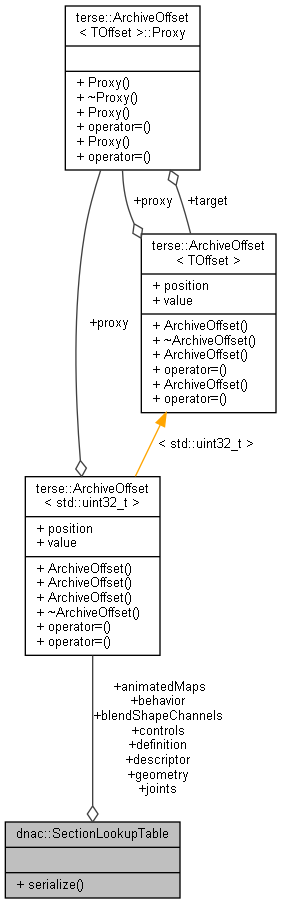 terse::ArchiveOffset
< TOffset >::Proxy
+ Proxy()
+ ~Proxy()
+ Proxy()
+ operator=()
+ Proxy()
+ operator=()
+proxy
+target
terse::ArchiveOffset
< TOffset >
+ position
+ value
+ ArchiveOffset()
+ ~ArchiveOffset()
+ ArchiveOffset()
+ operator=()
+ ArchiveOffset()
+ operator=()
+proxy
< std::uint32_t >
terse::ArchiveOffset
< std::uint32_t >
+ position
+ value
+ ArchiveOffset()
+ ArchiveOffset()
+ ArchiveOffset()
+ ~ArchiveOffset()
+ operator=()
+ operator=()
+animatedMaps
+behavior
+blendShapeChannels
+controls
+definition
+descriptor
+geometry
+joints
dnac::SectionLookupTable
+ serialize()